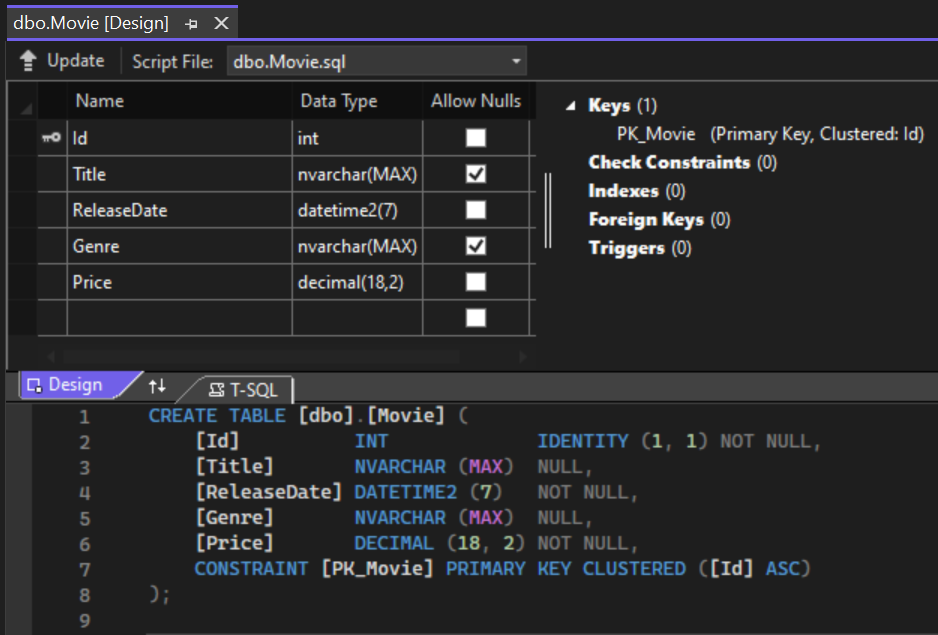 dbo.Movie [Design]
Update Script File: dbo.Movie.sql
Name Data Type Allow Nulls
Id int
Title nvarchar(MAX)
ReleaseDate datetime2(7)
Genre nvarchar(MAX)
Price decimal(18,2)
Keys (1)
PK_Movie (Primary Key, Clustered: Id)
Check Constraints (0)
Indexes (0)
Foreign Keys (0)
Triggers (0)
Design T-SQL
1 CREATE TABLE [dbo].[Movie] (
2 [Id] INT IDENTITY (1, 1) NOT NULL,
3 [Title] NVARCHAR (MAX) NULL,
4 [ReleaseDate] DATETIME2 (7) NOT NULL,
5 [Genre] NVARCHAR (MAX) NULL,
6 [Price] DECIMAL (18, 2) NOT NULL,
7 CONSTRAINT [PK_Movie] PRIMARY KEY CLUSTERED ([Id] ASC)
8 );
9